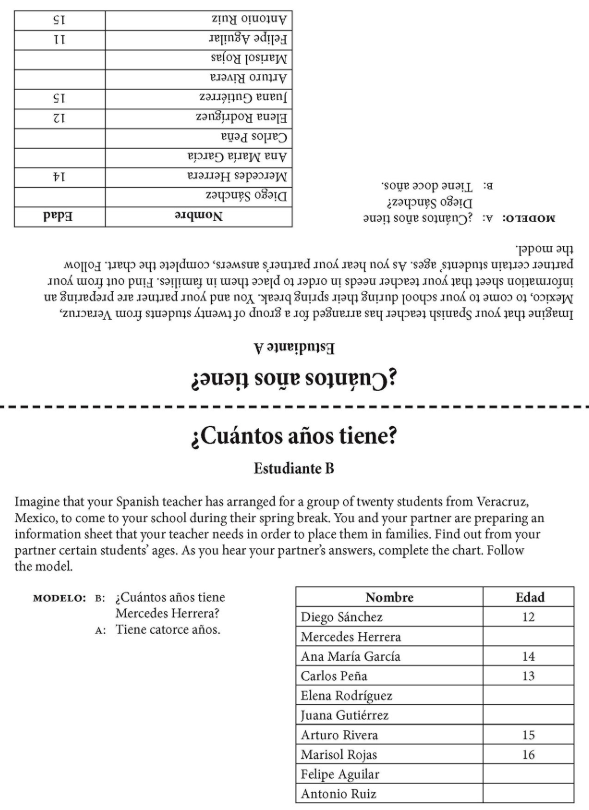 ¿Cuántos años tiene?
Estudiante A
Imagine that your Spanish teacher has arranged for a group of twenty students from Veracruz,
Mexico, to come to your school during their spring break. You and your partner are preparing an
information sheet that your teacher needs in order to place them in families. Find out from your
partner certain students’ ages. As you hear your partner’s answers, complete the chart. Follow
the model.
MODELO: A: ¿Cuántos años tiene
Diego Sánchez?
B: Tiene doce años.
Nombre Edad
Diego Sánchez
Mercedes Herrera 14
Ana María García
Carlos Peña
Elena Rodríguez 12
Juana Gutiérrez 15
Arturo Rivera
Marisol Rojas
Felipe Aguilar 11
Antonio Ruiz 15
¿Cuántos años tiene?
Estudiante B
Imagine that your Spanish teacher has arranged for a group of twenty students from Veracruz,
Mexico, to come to your school during their spring break. You and your partner are preparing an
information sheet that your teacher needs in order to place them in families. Find out from your
partner certain students’ ages. As you hear your partner’s answers, complete the chart. Follow
the model.
MODELO: B: ¿Cuántos años tiene
Mercedes Herrera?
A: Tiene catorce años.
Nombre Edad
Diego Sánchez 12
Mercedes Herrera
Ana María García 14
Carlos Peña 13
Elena Rodríguez
Juana Gutiérrez
Arturo Rivera 15
Marisol Rojas 16
Felipe Aguilar
Antonio Ruiz